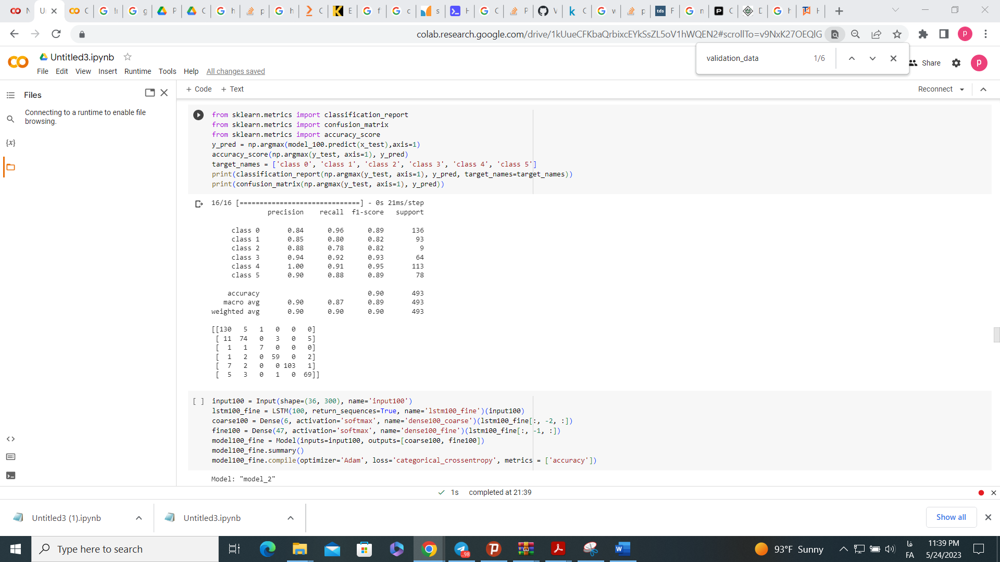 colab.research.google.com/drive/1kUueCFKbaQrbixcEYkSsZL5oV1hWQEN2#scrollTo=v9NxK27OEQlG
Untitled3.ipynb
validation_data 1/6
File Edit View Insert Runtime Tools Help All changes saved
Share
Files
+ Code + Text
Reconnect
Connecting to a runtime to enable file
browsing.
from sklearn.metrics import classification_report
from sklearn.metrics import confusion_matrix
from sklearn.metrics import accuracy_score
y_pred = np.argmax(model_100.predict(x_test),axis=1)
accuracy_score(np.argmax(y_test, axis=1), y_pred)
target_names = ['class 0', 'class 1', 'class 2', 'class 3', 'class 4', 'class 5']
print(classification_report(np.argmax(y_test, axis=1), y_pred, target_names=target_names))
print(confusion_matrix(np.argmax(y_test, axis=1), y_pred))
16/16 [==============================] - 0s 21ms/step
precision recall f1-score support
class 0 0.84 0.96 0.89 136
class 1 0.85 0.80 0.82 93
class 2 0.88 0.78 0.82 9
class 3 0.94 0.92 0.93 64
class 4 1.00 0.91 0.95 113
class 5 0.90 0.88 0.89 78
accuracy 0.90 493
macro avg 0.90 0.87 0.89 493
weighted avg 0.90 0.90 0.90 493
[[130 5 1 0 0 0]
[ 11 74 0 3 0 5]
[ 1 1 7 0 0 0]
[ 1 2 0 59 0 2]
[ 7 2 0 0 103 1]
[ 5 3 0 1 0 69]]
[ ] input100 = Input(shape=(36, 300), name='input100')
lstm100_fine = LSTM(100, return_sequences=True, name='lstm100_fine')(input100)
coarse100 = Dense(6, activation='softmax', name='dense100_coarse')(lstm100_fine[:, -2, :])
fine100 = Dense(47, activation='softmax', name='dense100_fine')(lstm100_fine[:, -1, :])
model100_fine = Model(inputs=input100, outputs=[coarse100, fine100])
model100_fine.summary()
model100_fine.compile(optimizer='Adam', loss='categorical_crossentropy', metrics = ['accuracy'])
Model: "model_2"
1s completed at 21:39
Untitled3 (1).ipynb
Untitled3.ipynb
Show all
Type here to search
93°F Sunny
فا
FA
11:39 PM
5/24/2023